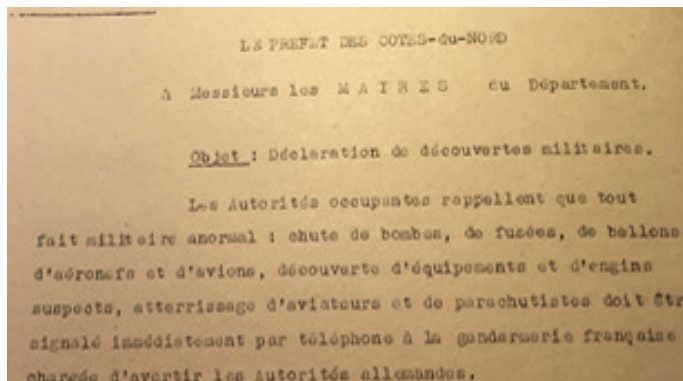 LE PREFET DES COTES-du-NORD
A Messieurs les M A I R E S du Département.
Objet : Déclaration de découvertes militaires.
Les Autorités occupantes rappellent que tout
fait militaire anormal : chute de bombes, de fusées, de ballons
d'aéronefs et d'avions, découverte d'équipements et d'engins
suspects, atterrissage d'aviateurs et de parachutistes doit êtr
signalé immédiatement par téléphone à la gendarmerie française
chargée d'avertir les Autorités allemandes.